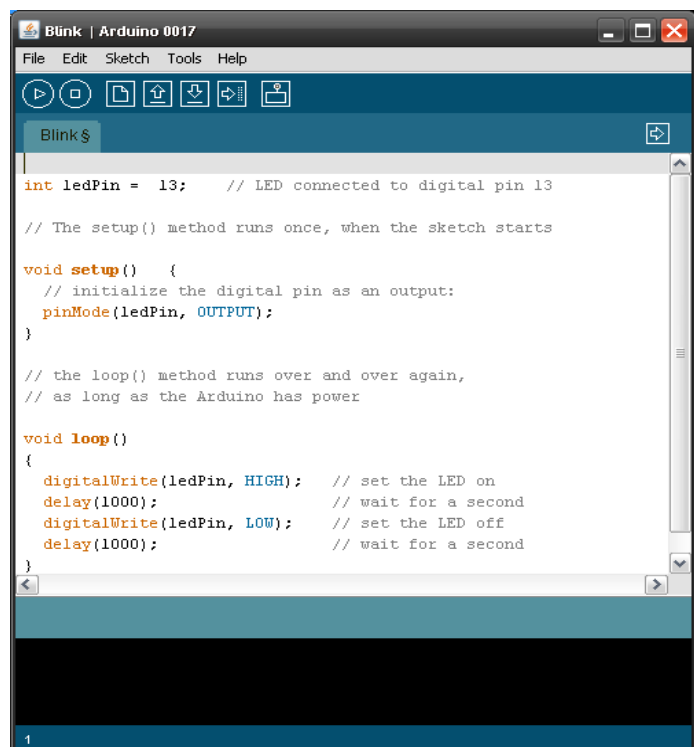 Blink | Arduino 0017
File Edit Sketch Tools Help
Blink §
int ledPin =  13;    // LED connected to digital pin 13

// The setup() method runs once, when the sketch starts

void setup()   {
  // initialize the digital pin as an output:
  pinMode(ledPin, OUTPUT);
}

// the loop() method runs over and over again,
// as long as the Arduino has power

void loop()
{
  digitalWrite(ledPin, HIGH);   // set the LED on
  delay(1000);                  // wait for a second
  digitalWrite(ledPin, LOW);    // set the LED off
  delay(1000);                  // wait for a second
}
1